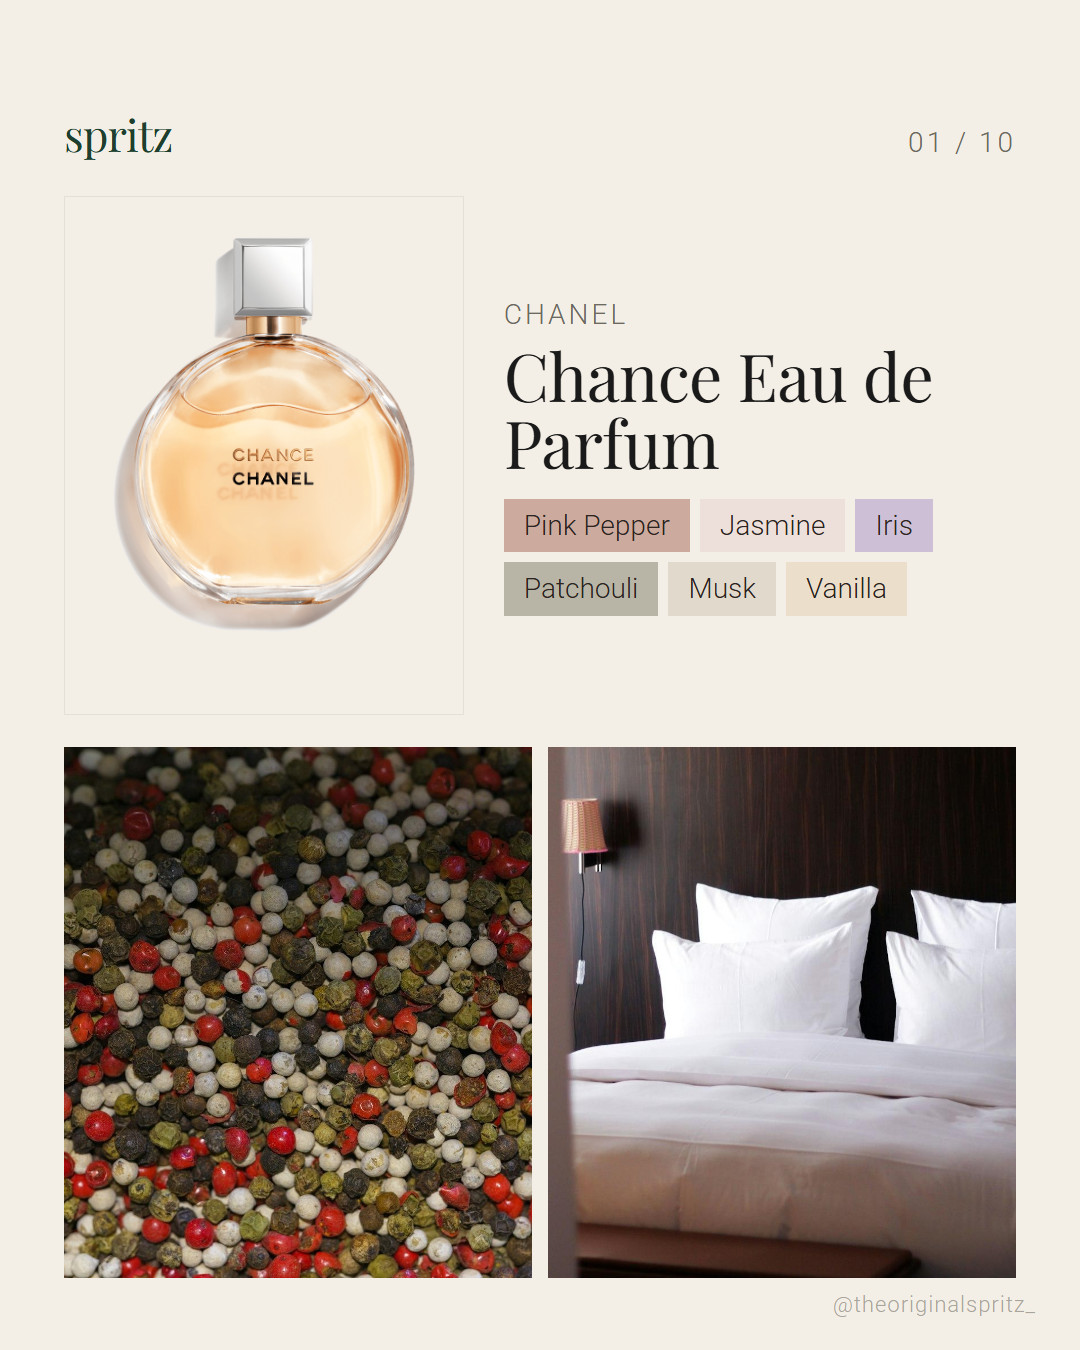 spritz
01 / 10
CHANCE
CHANEL
CHANEL
Chance Eau de
Parfum
Pink Pepper
Jasmine
Iris
Patchouli
Musk
Vanilla
@theoriginalspritz_